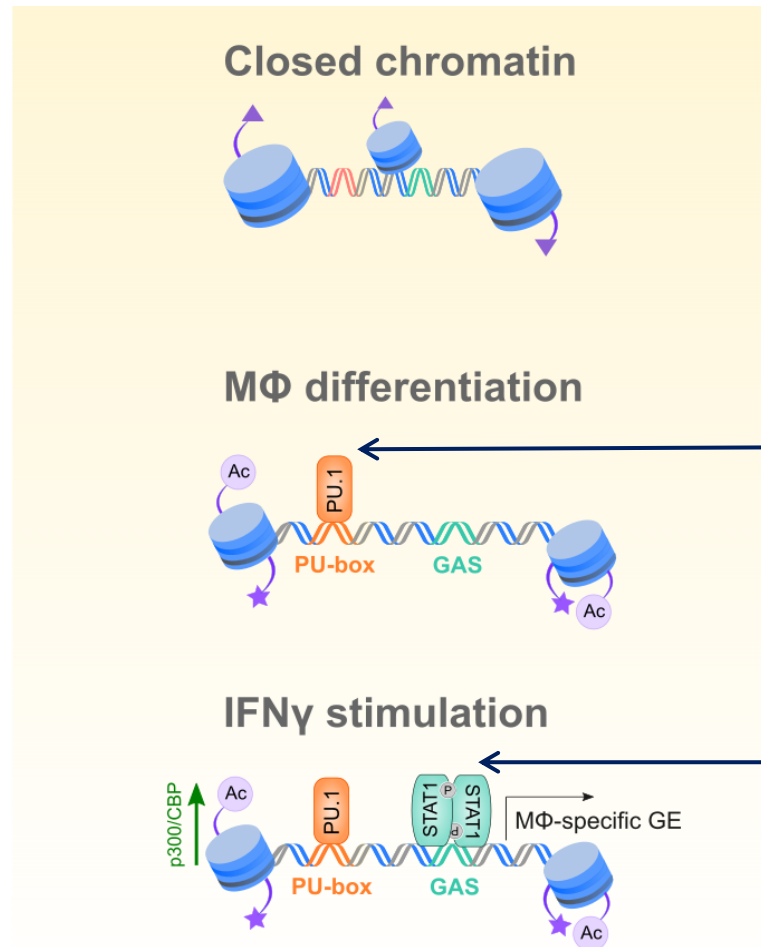 Closed chromatin
MΦ differentiation
Ac
PU.1
PU-box
GAS
Ac
IFNγ stimulation
p300/CBP
Ac
PU.1
STAT1
P
P
STAT1
MΦ-specific GE
PU-box
GAS
Ac